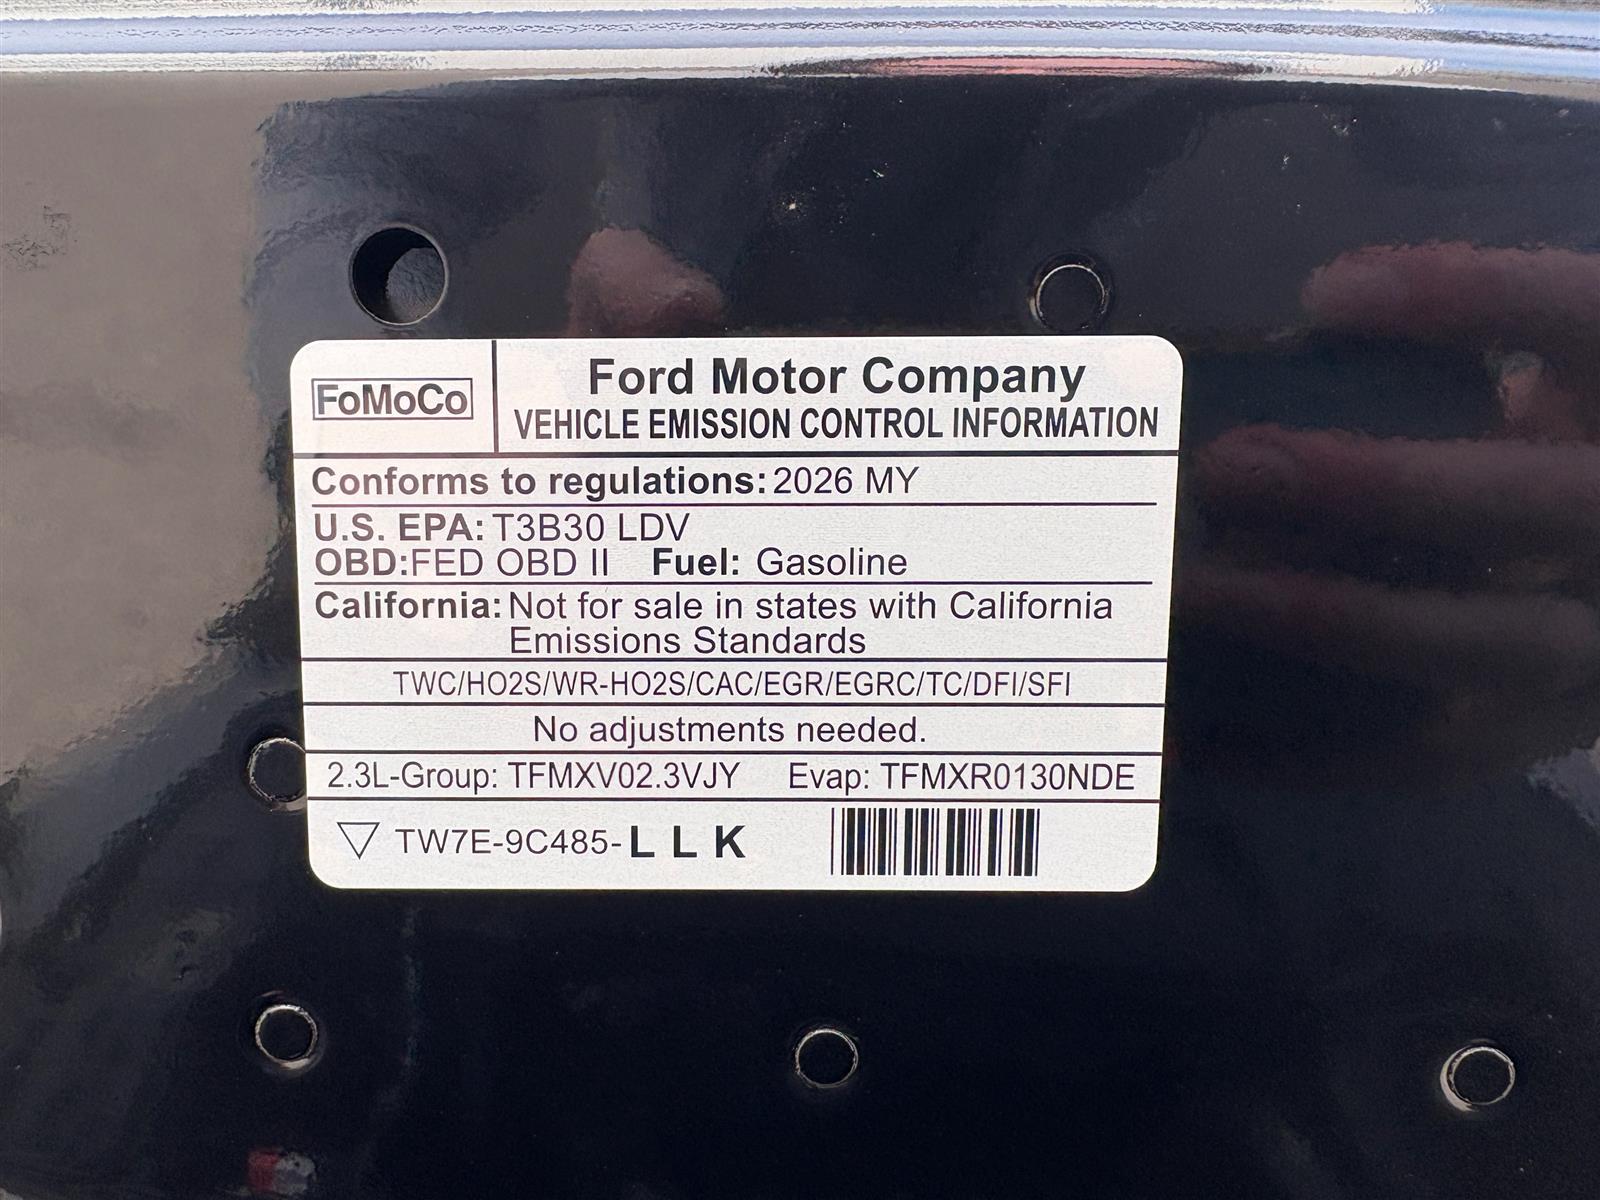 FoMoCo
Ford Motor Company
VEHICLE EMISSION CONTROL INFORMATION
Conforms to regulations: 2026 MY
U.S. EPA: T3B30 LDV
OBD:FED OBD II Fuel: Gasoline
California: Not for sale in states with California
Emissions Standards
TWC/HO2S/WR-HO2S/CAC/EGR/EGRC/TC/DFI/SFI
No adjustments needed.
2.3L-Group: TFMXV02.3VJY Evap: TFMXR0130NDE
TW7E-9C485-L L K